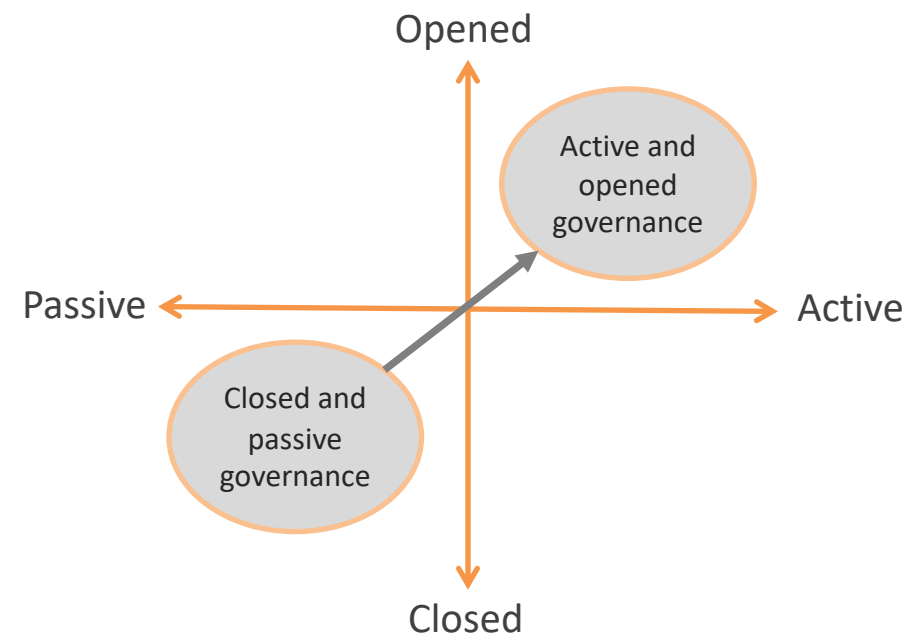 Opened
Active and
opened
governance
Passive
Active
Closed and
passive
governance
Closed